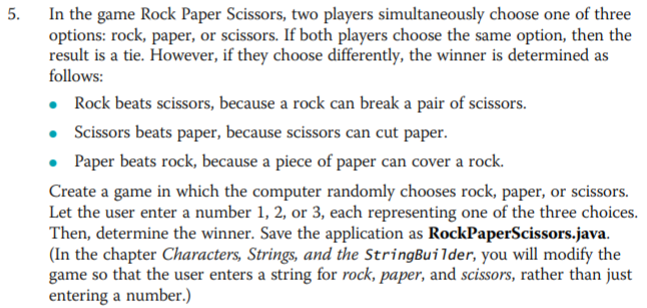 5. In the game Rock Paper Scissors, two players simultaneously choose one of three
options: rock, paper, or scissors. If both players choose the same option, then the
result is a tie. However, if they choose differently, the winner is determined as
follows:
• Rock beats scissors, because a rock can break a pair of scissors.
• Scissors beats paper, because scissors can cut paper.
• Paper beats rock, because a piece of paper can cover a rock.
Create a game in which the computer randomly chooses rock, paper, or scissors.
Let the user enter a number 1, 2, or 3, each representing one of the three choices.
Then, determine the winner. Save the application as RockPaperScissors.java.
(In the chapter Characters, Strings, and the StringBuilder, you will modify the
game so that the user enters a string for rock, paper, and scissors, rather than just
entering a number.)